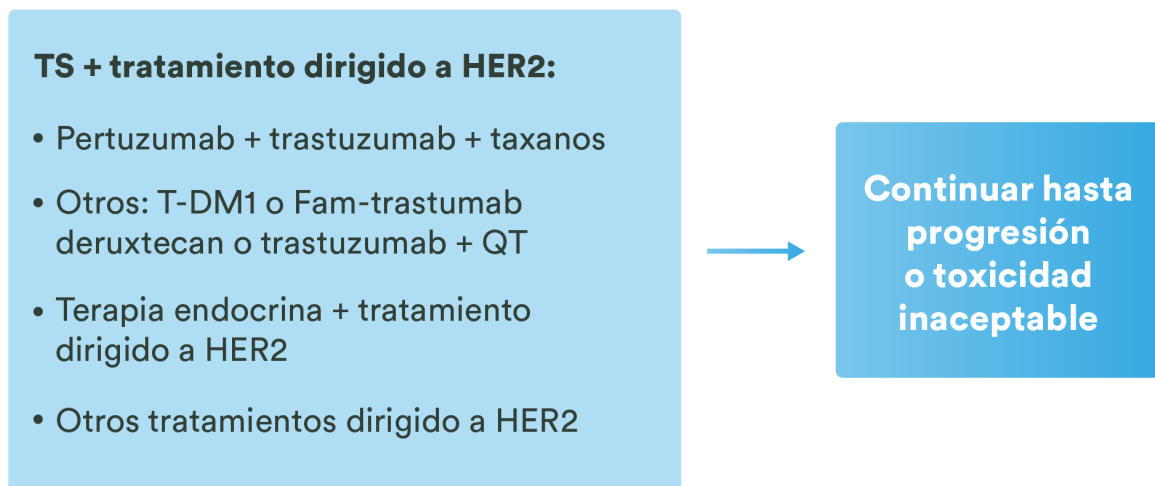 TS + tratamiento dirigido a HER2:
• Pertuzumab + trastuzumab + taxanos
• Otros: T-DM1 o Fam-trastumab
deruxtecan o trastuzumab + QT
• Terapia endocrina + tratamiento
dirigido a HER2
• Otros tratamientos dirigido a HER2
Continuar hasta
progresión
o toxicidad
inaceptable